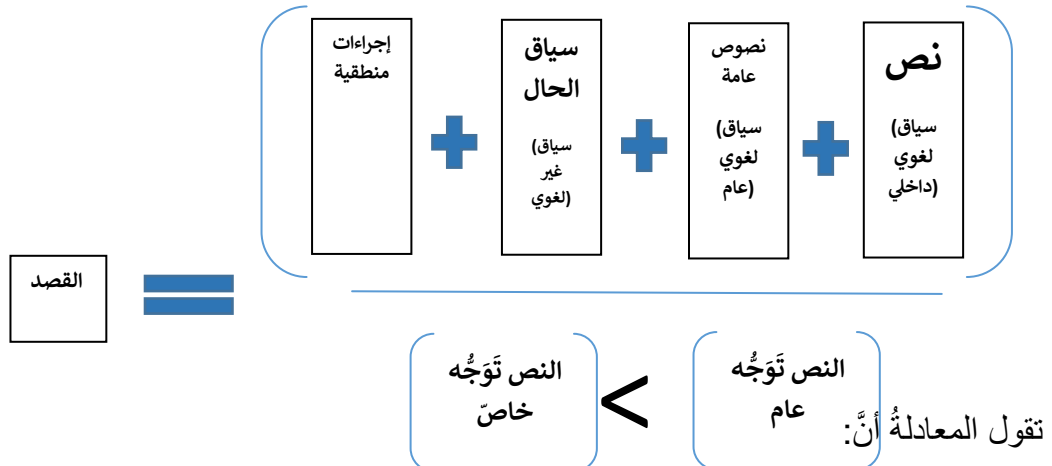 نص
(سياق
لغوي
داخلي)
نصوص
عامة
(سياق
لغوي
عام)
سياق
الحال
(سياق
غير
لغوي)
إجراءات
منطقية
القصد
النص تَوَجُّه
عام
<
النص تَوَجُّه
خاصّ
تقول المعادلةُ أنَّ: